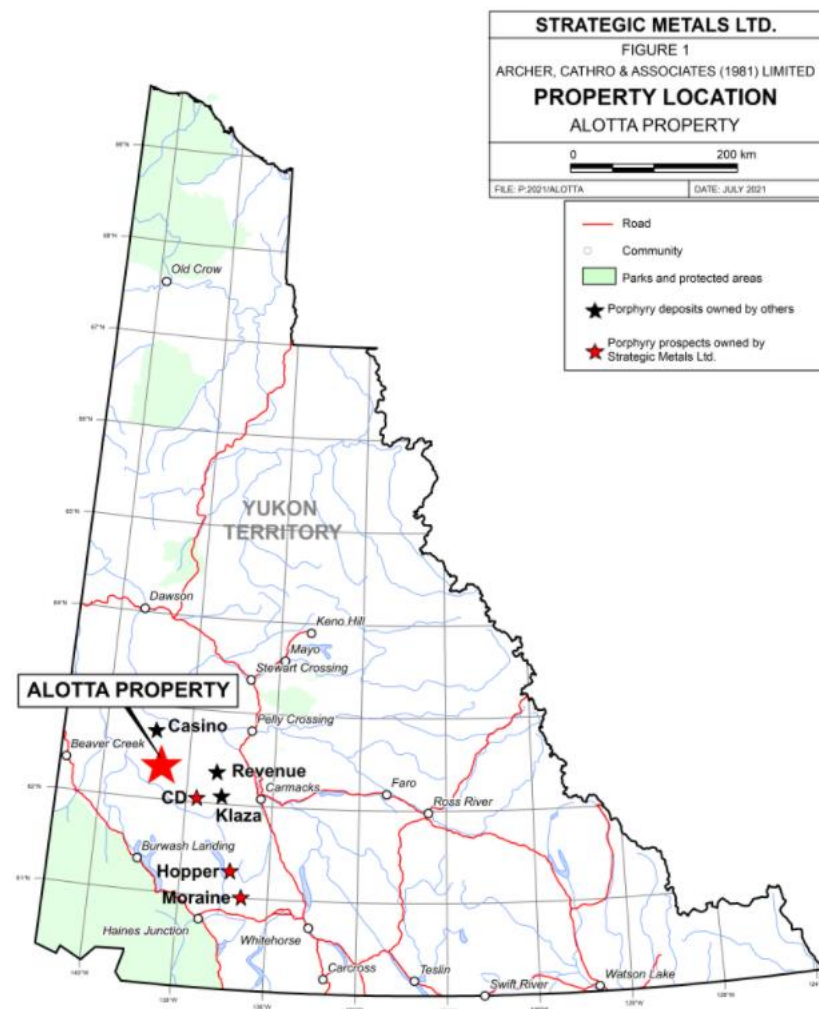 STRATEGIC METALS LTD.
FIGURE 1
ARCHER, CATHRO & ASSOCIATES (1981) LIMITED
PROPERTY LOCATION
ALOTTA PROPERTY
0 200 km
FILE: P:2021/ALOTTA DATE: JULY 2021
Road
Community
Parks and protected areas
Porphyry deposits owned by others
Porphyry prospects owned by
Strategic Metals Ltd.
Old Crow
YUKON
TERRITORY
Dawson
Keno Hill
Mayo
Stewart Crossing
ALOTTA PROPERTY
Pelly Crossing
Casino
Beaver Creek
Revenue
Faro
CD
Klaza
Carmacks
Ross River
Burwash Landing
Hopper
Moraine
Haines Junction
Whitehorse
Carcross
Teslin
Swift River
Watson Lake